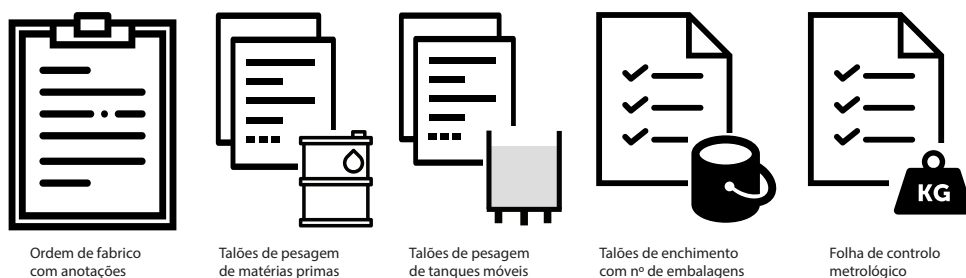 KG
Ordem de fabrico
com anotações
Talões de pesagem
de matérias primas
Talões de pesagem
de tanques móveis
Talões de enchimento
com nº de embalagens
Folha de controlo
metrológico